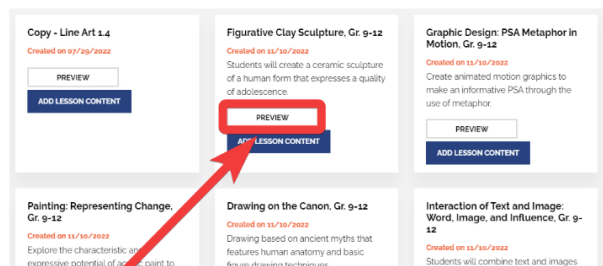 Copy - Line Art 1.4
Created on 07/29/2022
PREVIEW
ADD LESSON CONTENT
Figurative Clay Sculpture, Gr. 9-12
Created on 11/10/2022
Students will create a ceramic sculpture
of a human form that expresses a quality
of adolescence.
PREVIEW
ADD LESSON CONTENT
Graphic Design: PSA Metaphor in
Motion, Gr. 9-12
Created on 11/10/2022
Create animated motion graphics to
make an informative PSA through the
use of metaphor.
PREVIEW
ADD LESSON CONTENT
Painting: Representing Change,
Gr. 9-12
Created on 11/10/2022
Explore the characteristic and
expressive potential of acrylic paint to
Drawing on the Canon, Gr. 9-12
Created on 11/10/2022
Drawing based on ancient myths that
features human anatomy and basic
figure drawing techniques.
Interaction of Text and Image:
Word, Image, and Influence, Gr. 9-
12
Created on 11/10/2022
Students will combine text and images